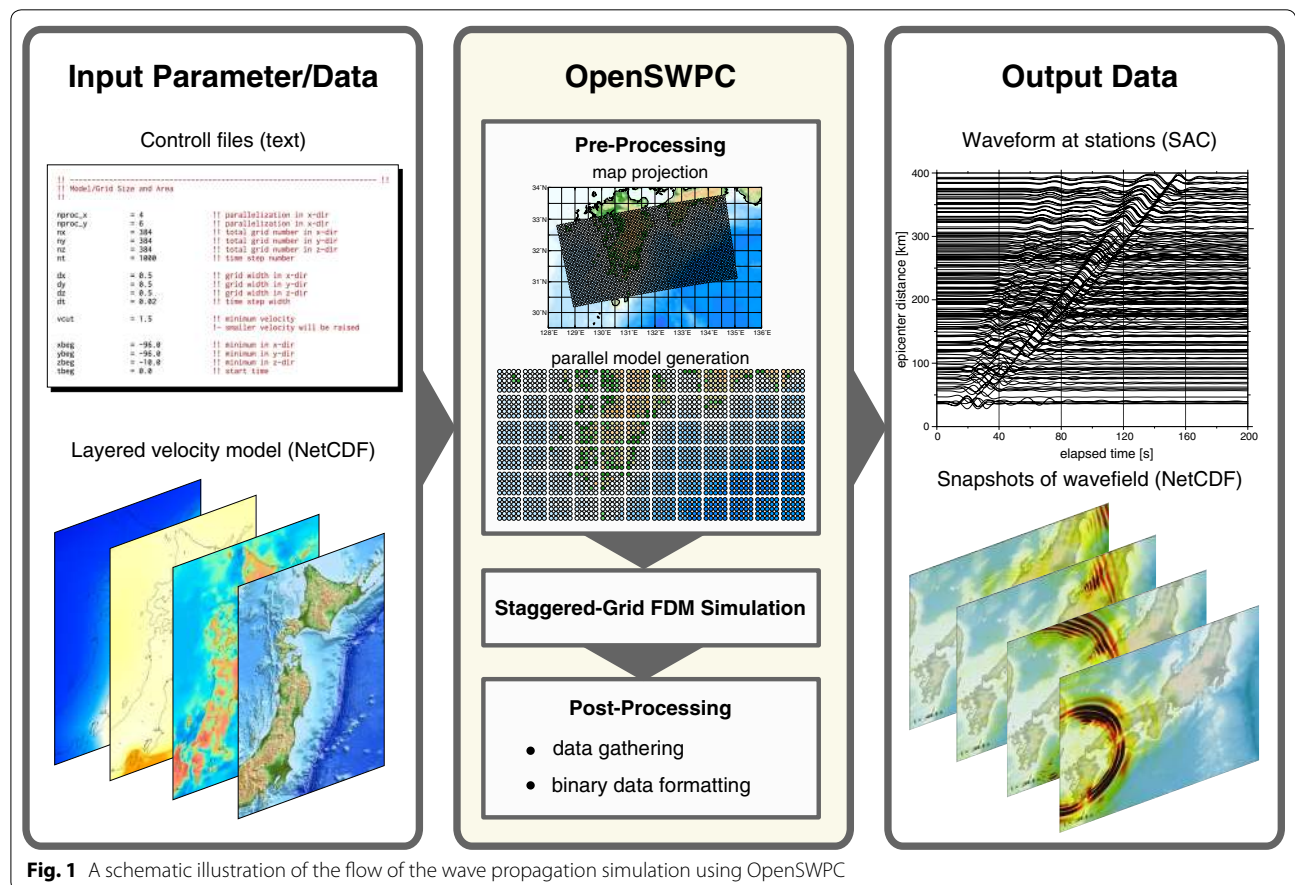 Input Parameter/Data
Controll files (text)
!! ---------------------------------------------------------------------- !!
!! Model/Grid Size and Area
!!
nproc_x = 4 !! parallelization in x-dir
nproc_y = 6 !! parallelization in x-dir
nx = 384 !! total grid number in x-dir
ny = 384 !! total grid number in y-dir
nz = 384 !! total grid number in z-dir
nt = 1000 !! time step number
dx = 0.5 !! grid width in x-dir
dy = 0.5 !! grid width in y-dir
dz = 0.5 !! grid width in z-dir
dt = 0.02 !! time step width
vcut = 1.5 !! minimum velocity
!- smaller velocity will be raised
xbeg = -96.0 !! minimum in x-dir
ybeg = -96.0 !! minimum in y-dir
zbeg = -10.0 !! minimum in z-dir
tbeg = 0.0 !! start time
Layered velocity model (NetCDF)
OpenSWPC
Pre-Processing
map projection
34˚N
33˚N
32˚N
31˚N
30˚N
128˚E 129˚E 130˚E 131˚E 132˚E 133˚E 134˚E 135˚E 136˚E
parallel model generation
Staggered-Grid FDM Simulation
Post-Processing
● data gathering
● binary data formatting
Output Data
Waveform at stations (SAC)
400
300
200
100
0
epicenter distance [km]
0 40 80 120 160 200
elapsed time [s]
Snapshots of wavefield (NetCDF)
Fig. 1 A schematic illustration of the flow of the wave propagation simulation using OpenSWPC